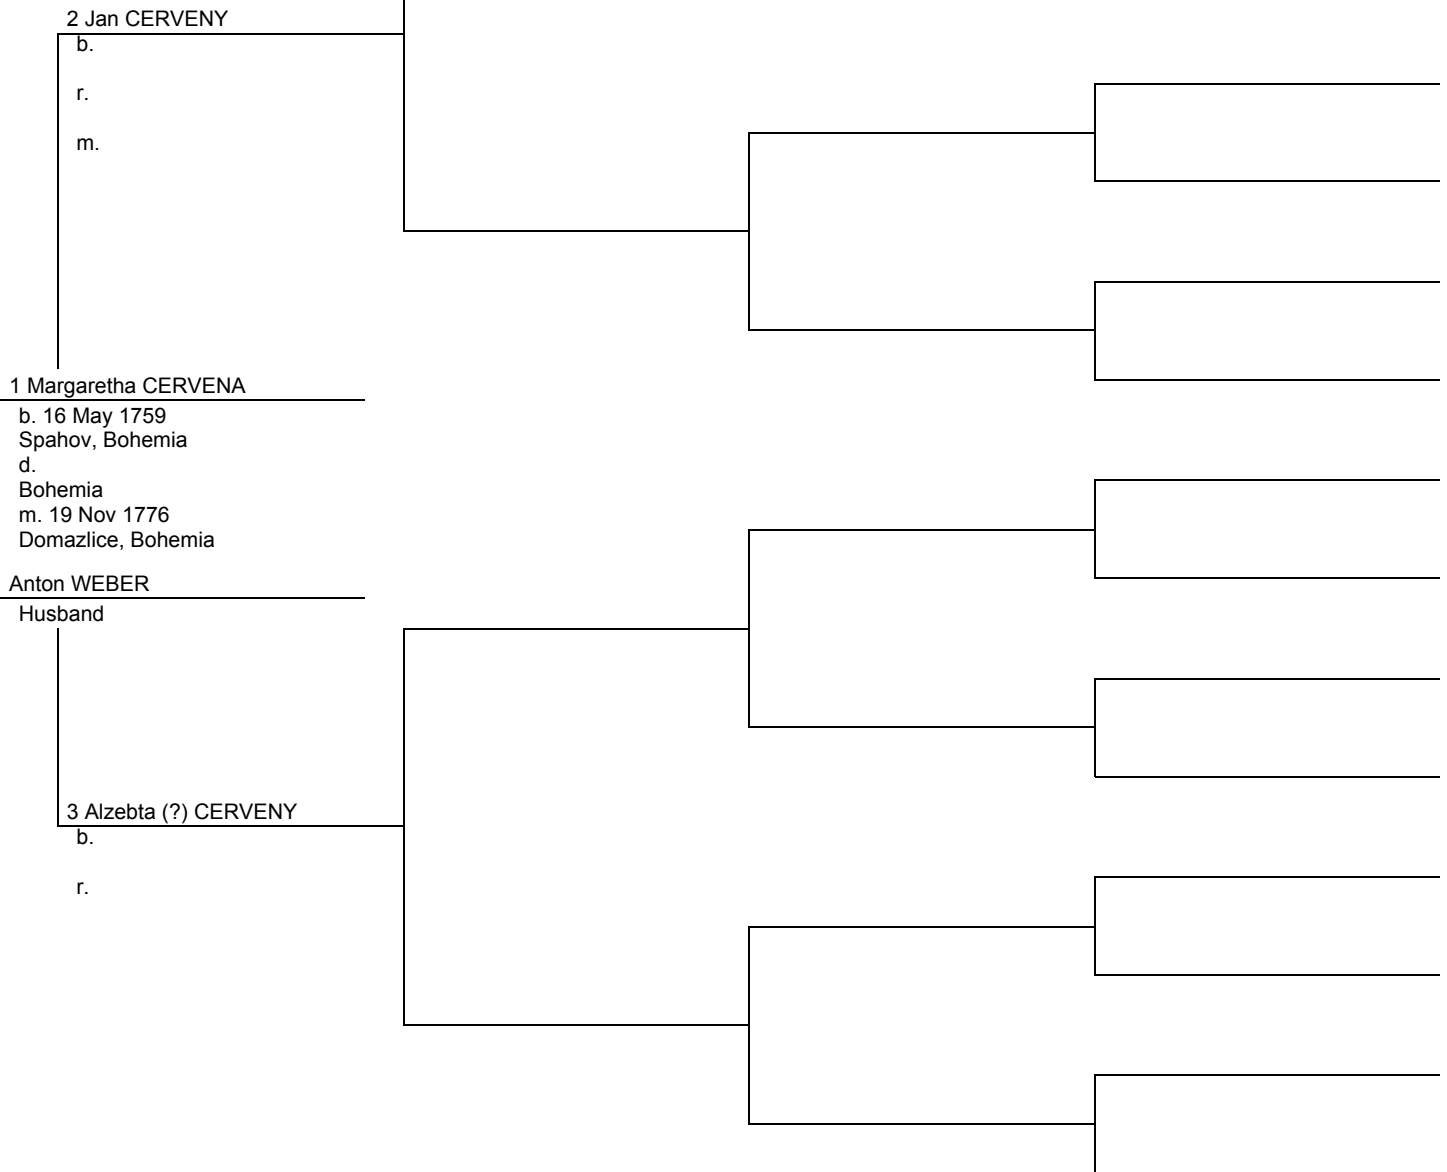 2 Jan CERVENY
b.
r.
m.
1 Margaretha CERVENA
b. 16 May 1759
Spahov, Bohemia
d.
Bohemia
m. 19 Nov 1776
Domazlice, Bohemia
Anton WEBER
Husband
3 Alzebta (?) CERVENY
b.
r.